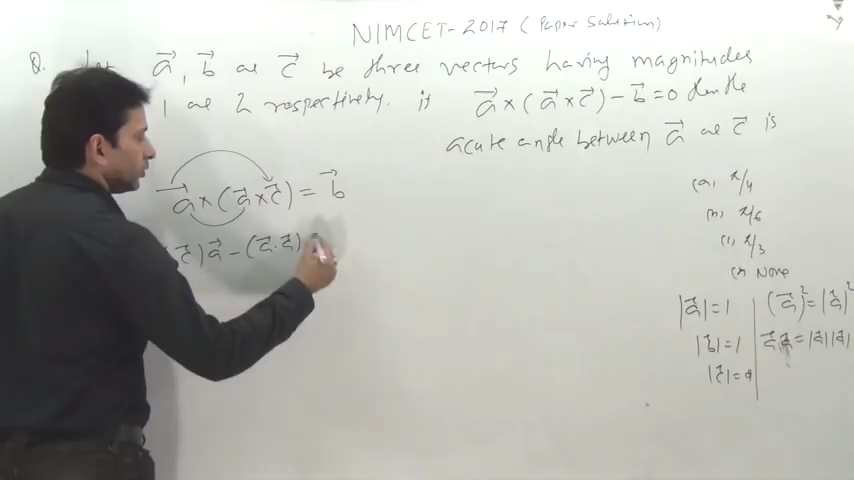 NIMCET-2017 (Paper Solution)
Q. Let a⃗, b⃗ and c⃗ be three vectors having magnitudes
1 and 2 respectively. if a⃗×(a⃗×c⃗)-b⃗=0 then the
acute angle between a⃗ and c⃗ is
(a) π/4
(b) π/6
(c) π/3
(d) None
a⃗×(a⃗×c⃗)=b⃗
c⃗)a⃗-(a⃗.a⃗)
|a⃗|=1
|b⃗|=1
|c⃗|=
(a⃗)²=|a⃗|²
a⃗.a⃗=|a⃗||a⃗|